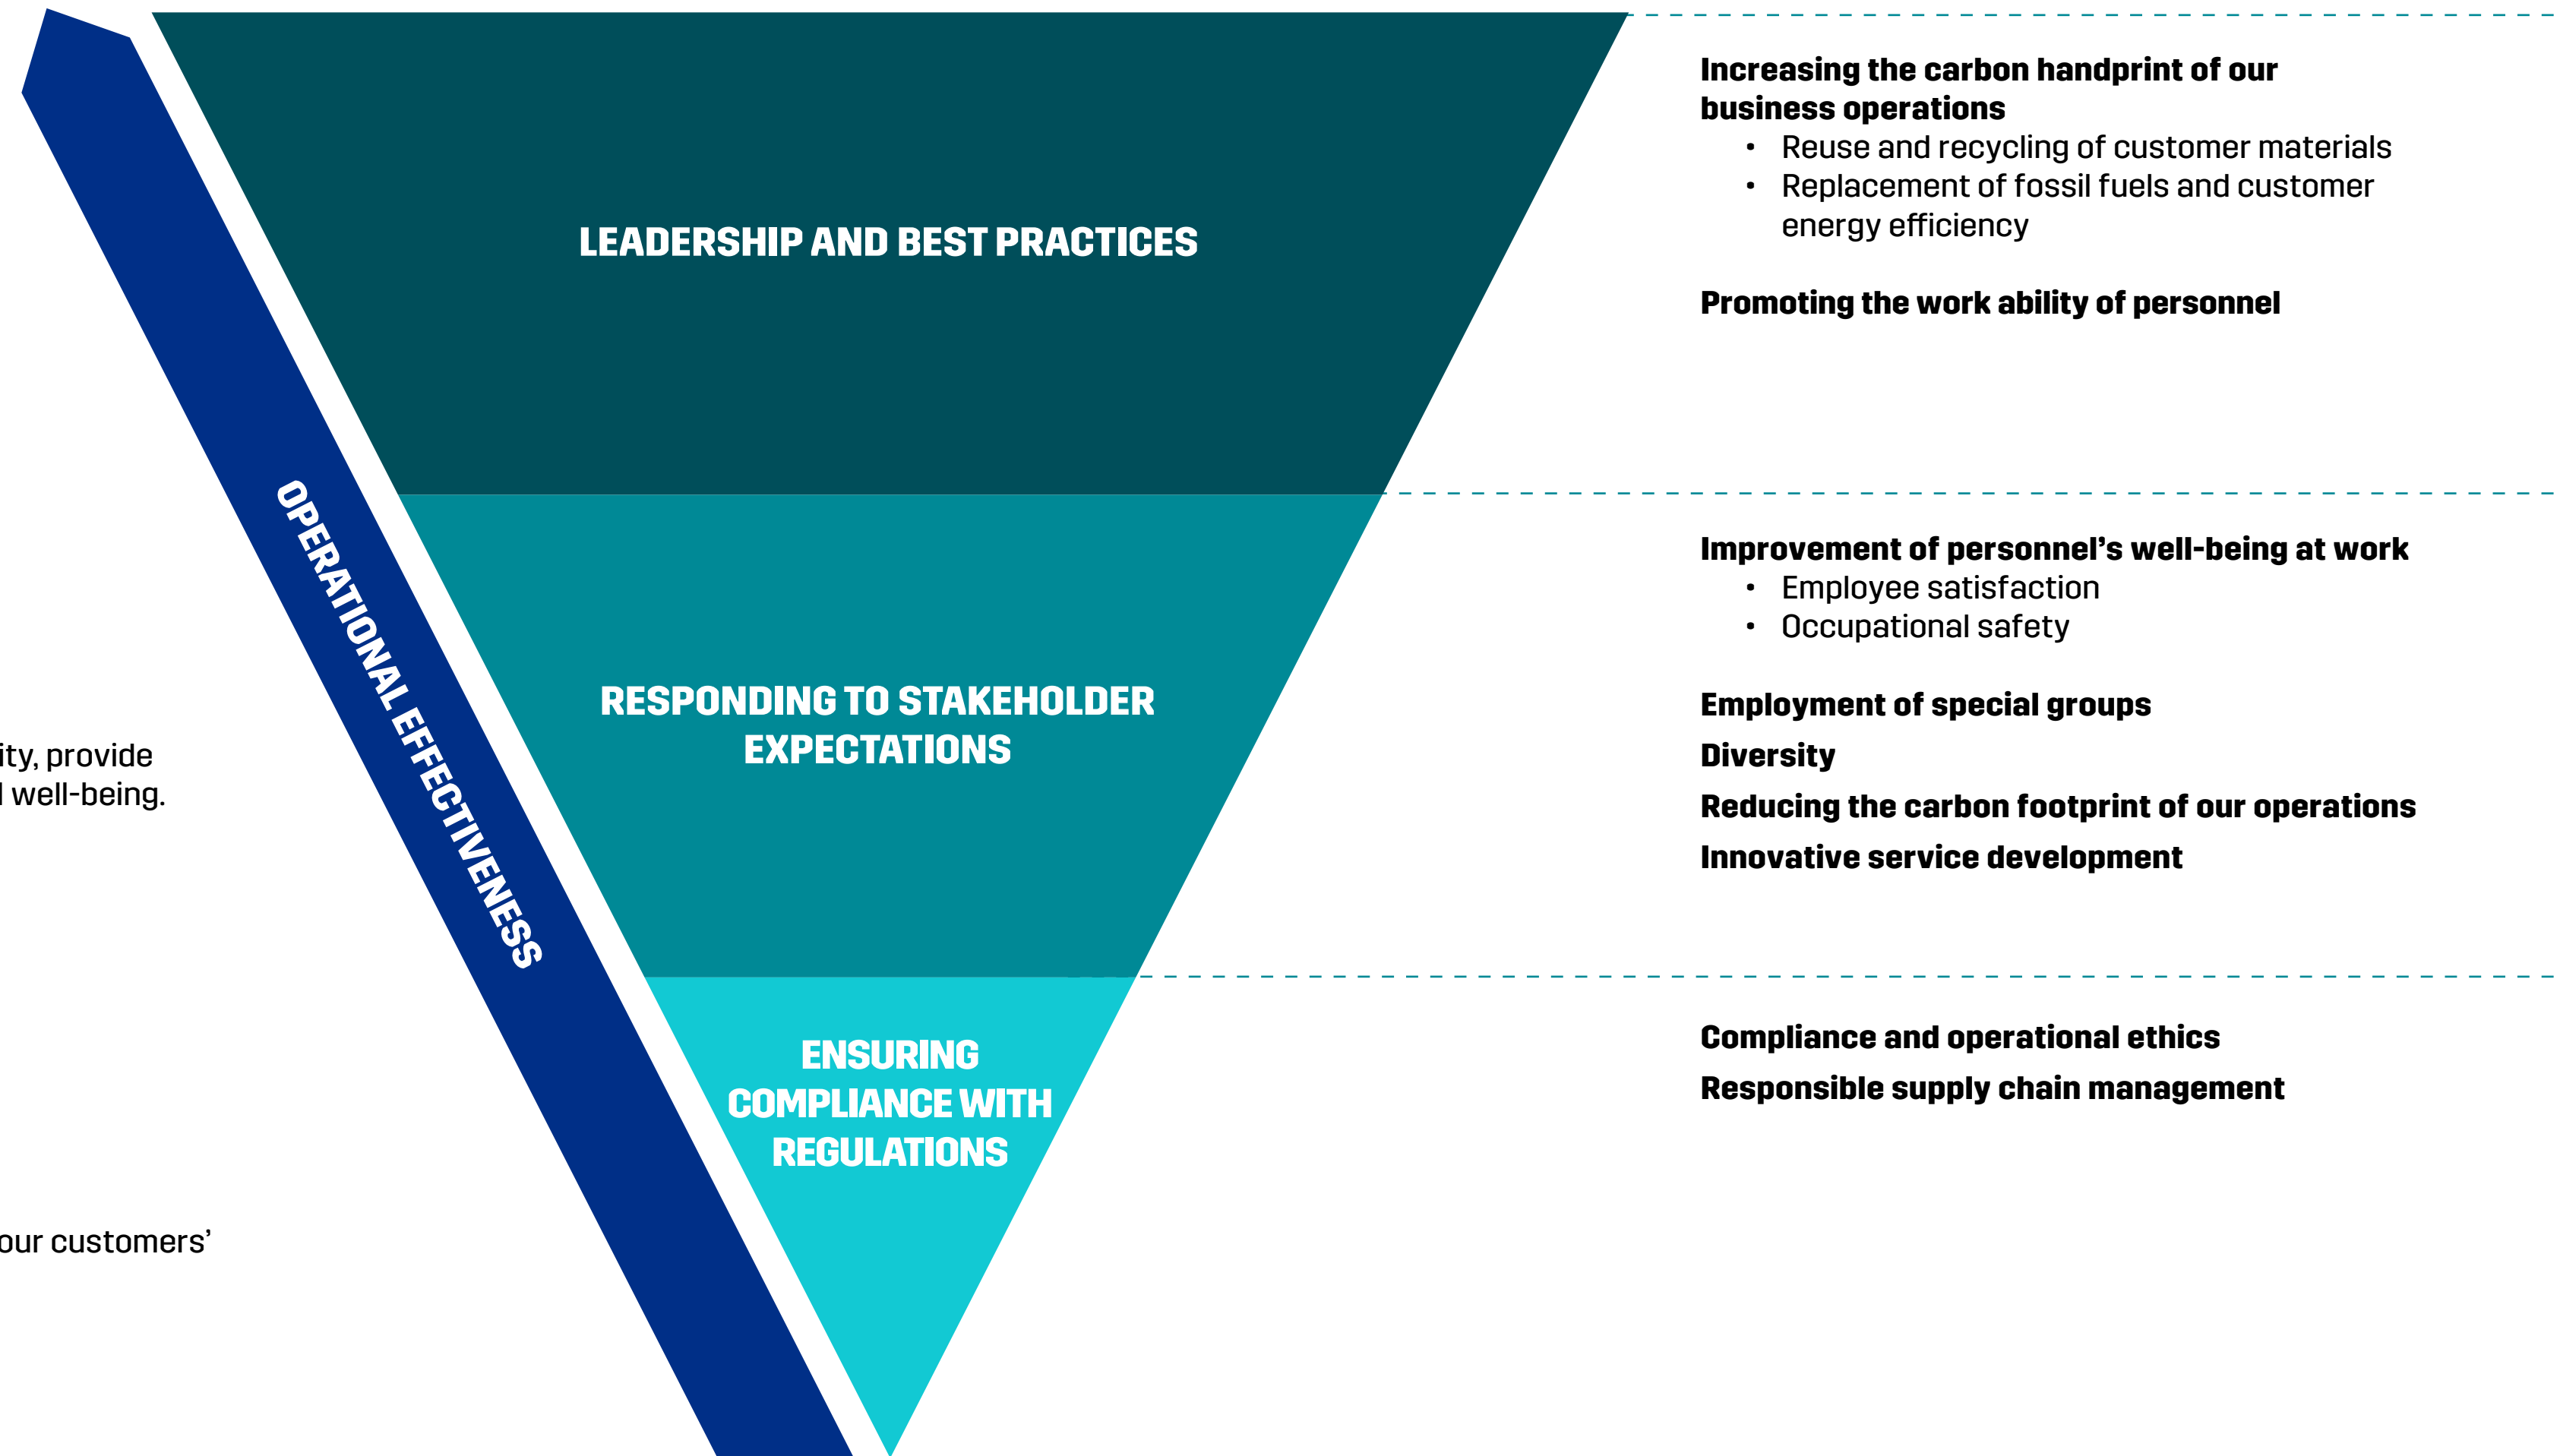 Increasing the carbon handprint of our
business operations
• Reuse and recycling of customer materials
• Replacement of fossil fuels and customer
energy efficiency
LEADERSHIP AND BEST PRACTICES
Promoting the work ability of personnel
OPERATIONAL EFFECTIVENESS
Improvement of personnel’s well-being at work
• Employee satisfaction
• Occupational safety
RESPONDING TO STAKEHOLDER
EXPECTATIONS
Employment of special groups
Diversity
Reducing the carbon footprint of our operations
Innovative service development
provide
well-being.
ENSURING
COMPLIANCE WITH
REGULATIONS
Compliance and operational ethics
Responsible supply chain management
our customers’